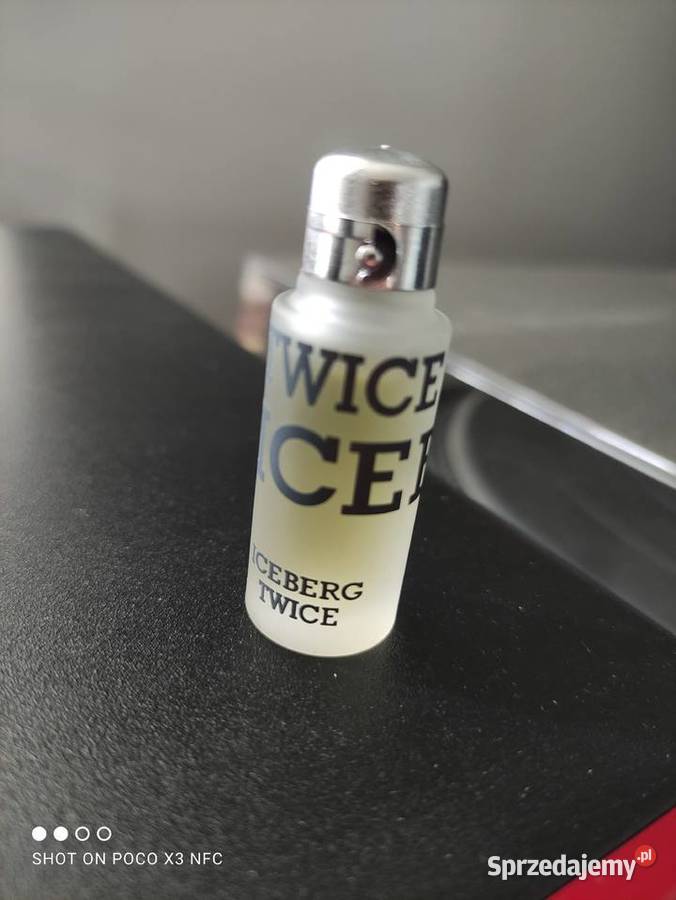 TWICE
ICEB
ICEBERG
TWICE
SHOT ON POCO X3 NFC
Sprzedajemy.pl